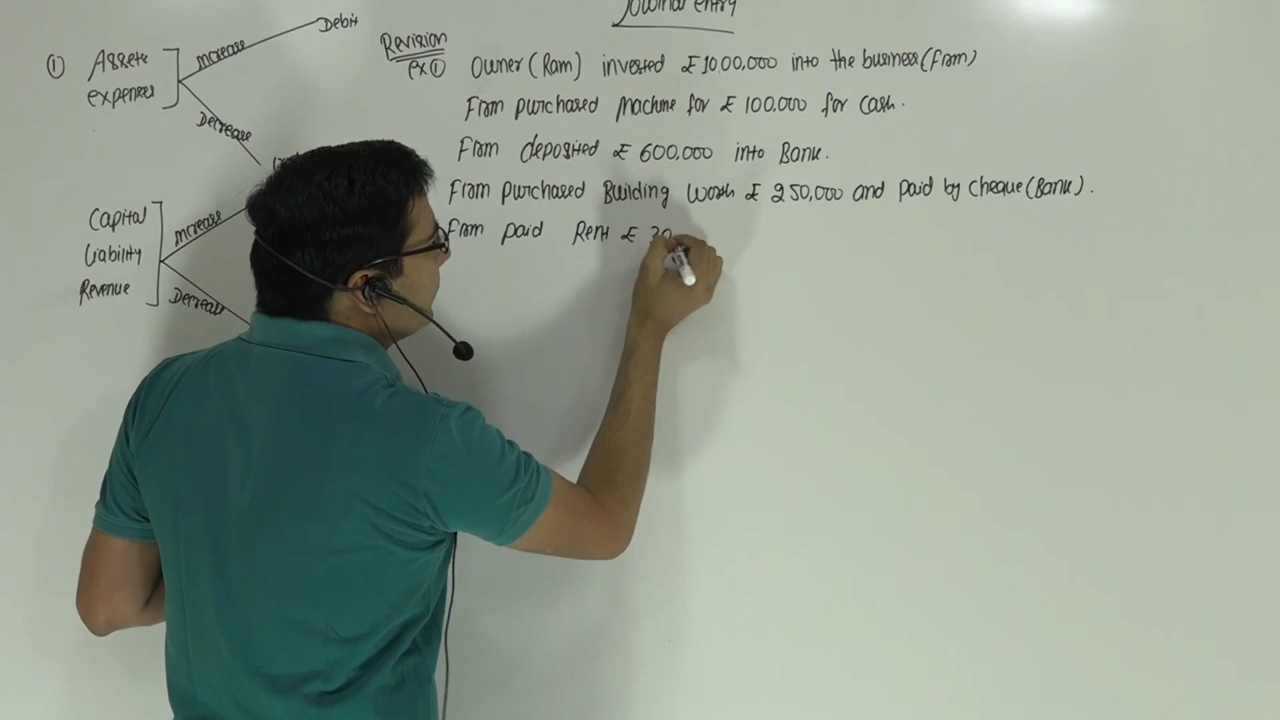 Journal entry
① Assets
expenses
Increase
Debit
Decrease
Capital
Liability
Revenue
Increase
Decrease
Revision
ex①
Owner (Ram) invested £ 10,00,000 into the business (Firm)
Firm purchased Machine for £ 100,000 for cash.
Firm deposited £ 600,000 into Bank.
Firm purchased Building worth £ 250,000 and paid by cheque (Bank).
Firm paid Rent £ 20